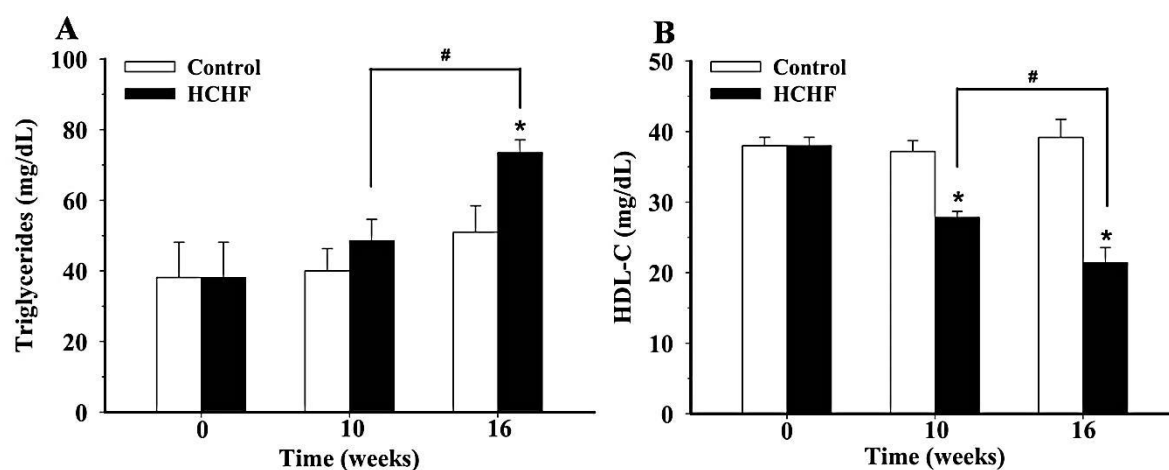 A
Triglycerides (mg/dL)
100
80
60
40
20
0
Control
HCHF
#
*
0
10
16
Time (weeks)
B
HDL-C (mg/dL)
50
40
30
20
10
0
Control
HCHF
#
*
*
0
10
16
Time (weeks)